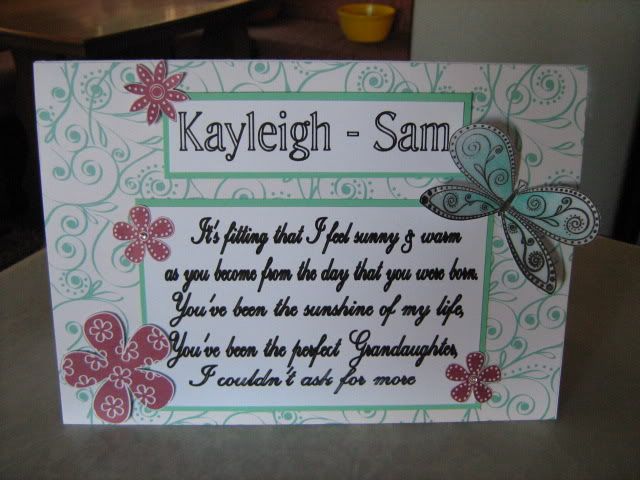 Kayleigh - Sam
It's fitting that I feel sunny & warm
as you become from the day that you were born.
You've been the sunshine of my life,
You've been the perfect Grandaughter,
I couldn't ask for more